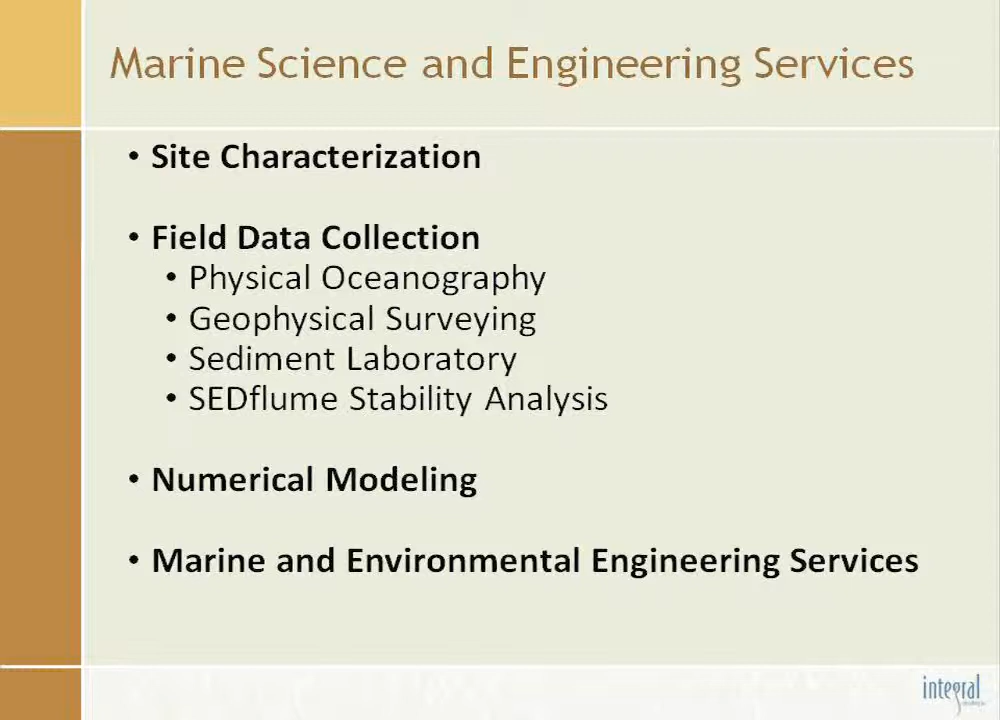 Marine Science and Engineering Services
• Site Characterization
• Field Data Collection
• Physical Oceanography
• Geophysical Surveying
• Sediment Laboratory
• SEDflume Stability Analysis
• Numerical Modeling
• Marine and Environmental Engineering Services
integral